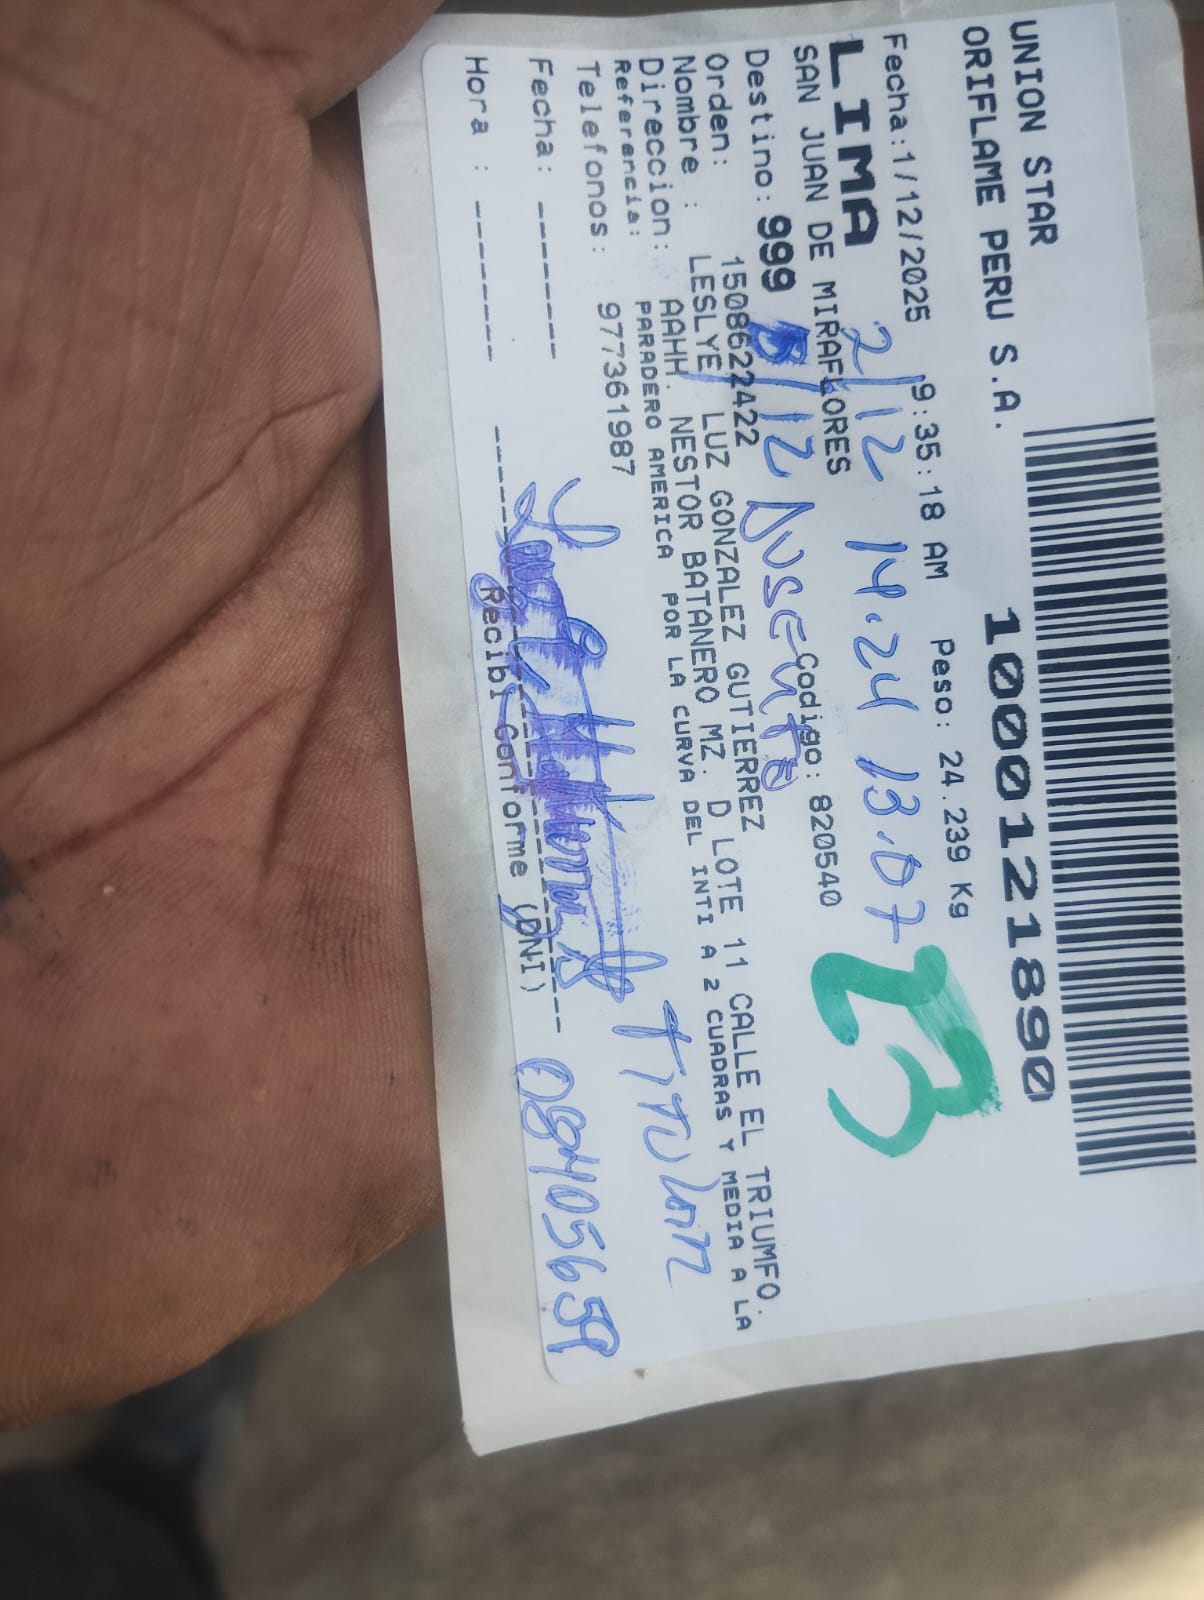 UNION STAR
ORIFLAME PERU S.A.
1000121890
Fecha:1/12/2025 9:35:18 AM Peso: 24.239 Kg
LIMA 2/12 14.24 13.07
23
SAN JUAN DE MIRAFLORES
Destino: 999 Codigo: 820540
/12
Orden: 1508622422
Nombre : LESLYE LUZ GONZALEZ GUTIERREZ
Direccion: AAHH. NESTOR BATANERO MZ. D LOTE 11 CALLE EL TRIUMFO.
Referencia: PARADERO AMERICA POR LA CURVA DEL INTI A 2 CUADRAS Y MEDIA A LA
Telefonos: 977361987
Titular
Fecha: -------
08405659
Hora : -------
Recibi Conforme (DNI)